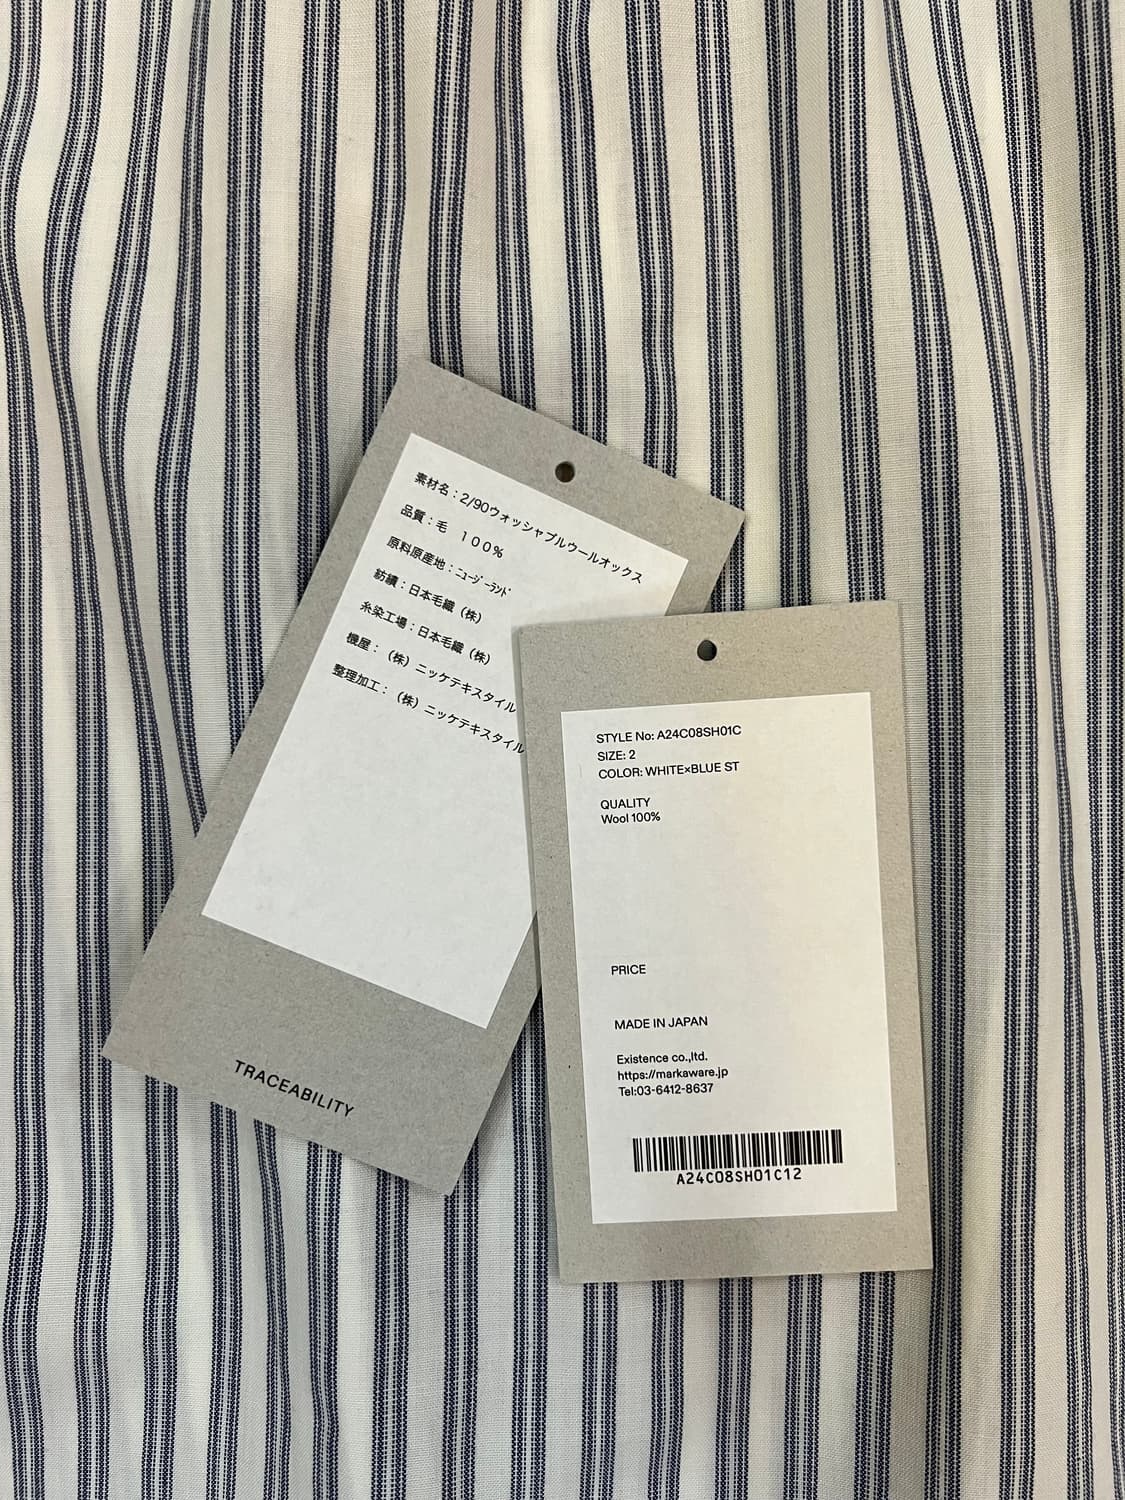 素材名：2/90ウォッシャブルウールオックス
品質：毛　１００％
原料原産地：ﾆｭｰｼﾞｰﾗﾝﾄﾞ
紡績：日本毛織（株）
糸染工場：日本毛織（株）
機屋：（株）ニッケテキスタイル
整理加工：（株）ニッケテキスタイル
TRACEABILITY
STYLE No: A24C08SH01C
SIZE: 2
COLOR: WHITE×BLUE ST
QUALITY
Wool 100%
PRICE
MADE IN JAPAN
Existence co.,ltd.
https://markaware.jp
Tel:03-6412-8637
A24C08SH01C12